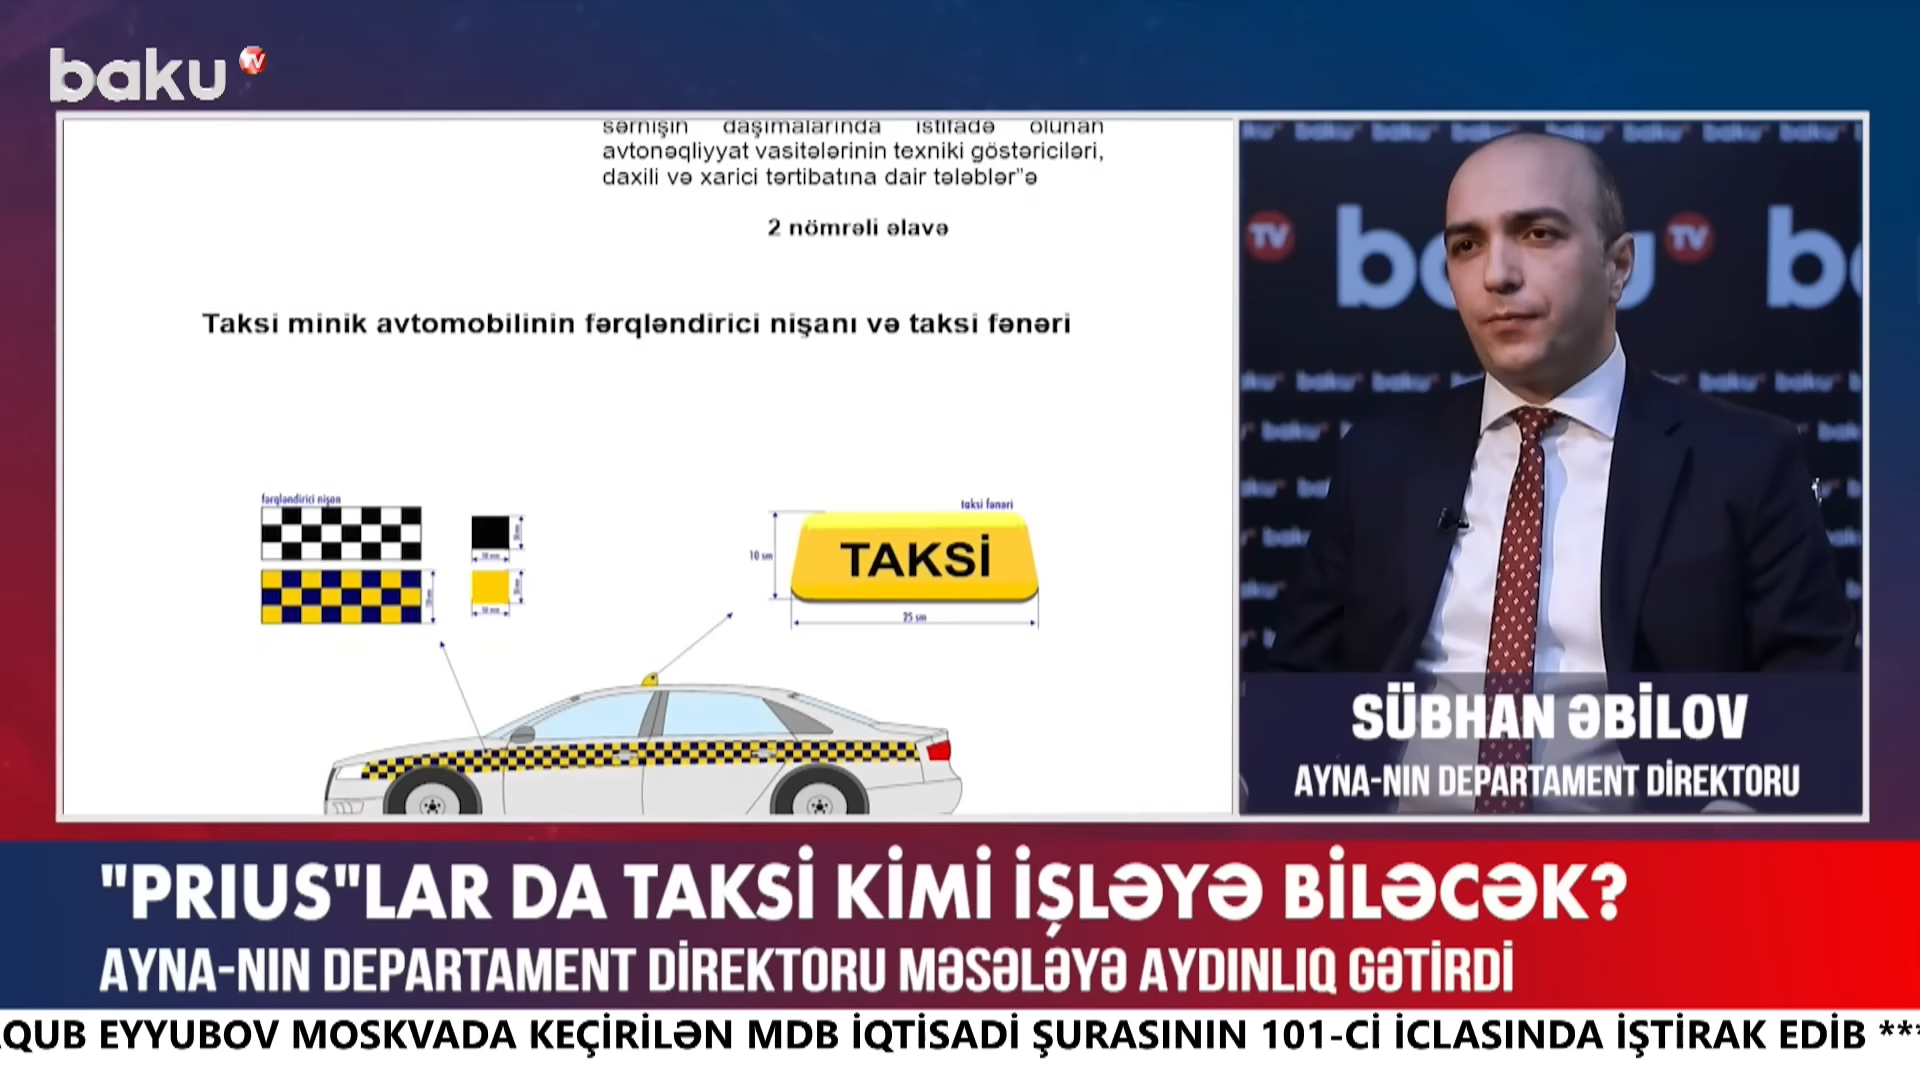 baku TV
sərnişin daşımalarında istifadə olunan
avtonəqliyyat vasitələrinin texniki göstəriciləri,
daxili və xarici tərtibatına dair tələblər”ə
2 nömrəli əlavə
Taksi minik avtomobilinin fərqləndirici nişanı və taksi fənəri
fərqləndirici nişan
taksi fənəri
10 sm
TAKSİ
25 sm
TV baku TV
SÜBHAN ƏBİLOV
AYNA-NIN DEPARTAMENT DİREKTORU
"PRIUS"LAR DA TAKSİ KİMİ İŞLƏYƏ BİLƏCƏK?
AYNA-NIN DEPARTAMENT DİREKTORU MƏSƏLƏYƏ AYDINLIQ GƏTİRDİ
AQUB EYYUBOV MOSKVADA KEÇİRİLƏN MDB İQTİSADİ ŞURASININ 101-Cİ İCLASINDA İŞTİRAK EDİB ***